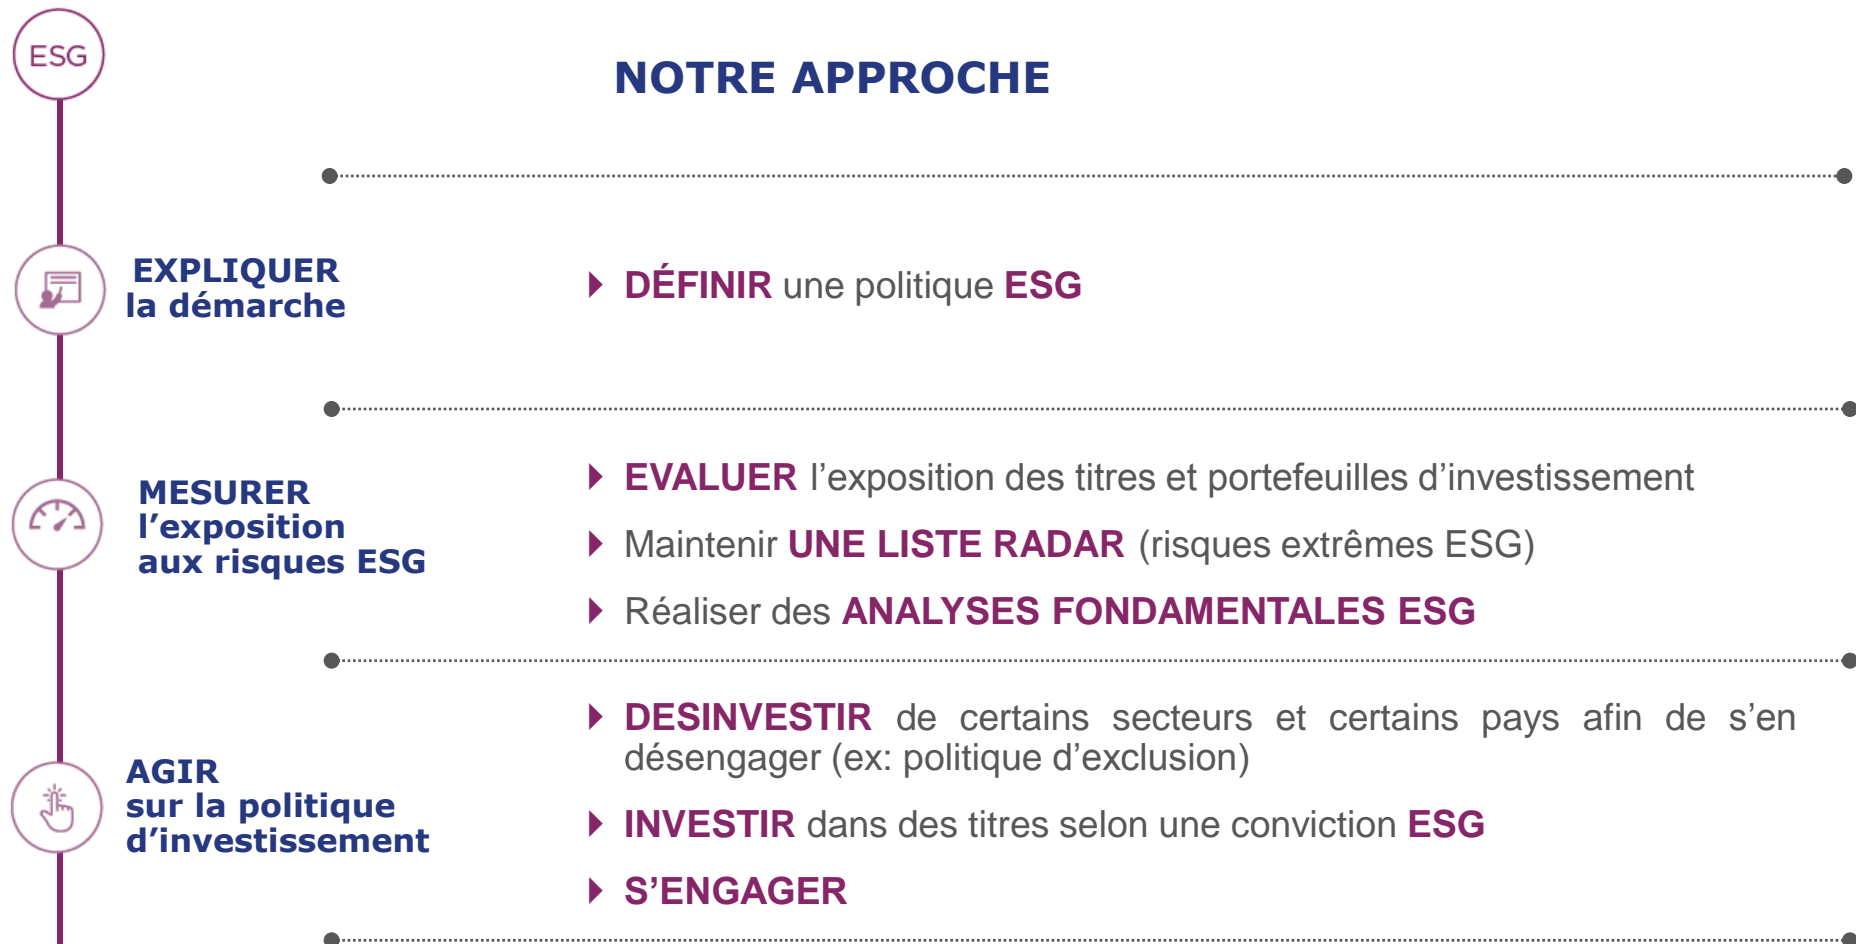 ESG
NOTRE APPROCHE
EXPLIQUER
la démarche
DÉFINIR une politique ESG
MESURER
l’exposition
aux risques ESG
EVALUER l’exposition des titres et portefeuilles d’investissement
Maintenir UNE LISTE RADAR (risques extrêmes ESG)
Réaliser des ANALYSES FONDAMENTALES ESG
AGIR
sur la politique
d’investissement
DESINVESTIR de certains secteurs et certains pays afin de s’en
désengager (ex: politique d’exclusion)
INVESTIR dans des titres selon une conviction ESG
S’ENGAGER